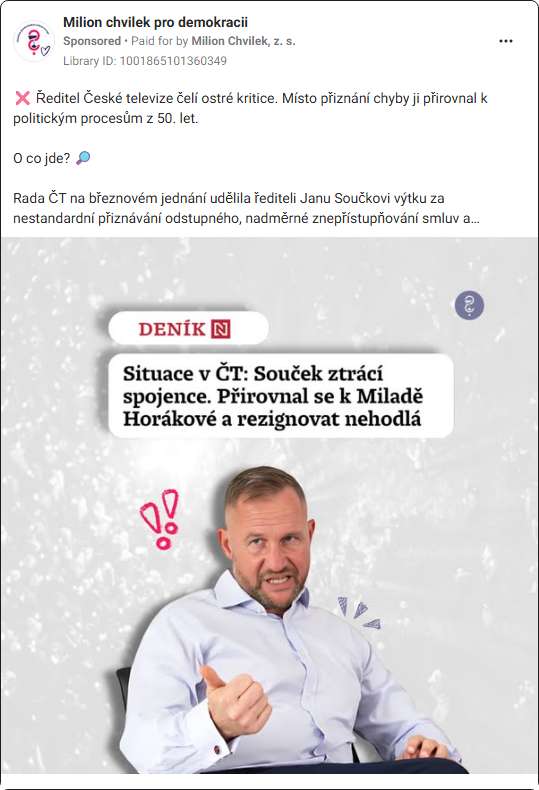 Milion chvilek pro demokracii
Sponsored • Paid for by Milion Chvilek, z. s.
Library ID: 1001865101360349
❌ Ředitel České televize čelí ostré kritice. Místo přiznání chyby ji přirovnal k
politickým procesům z 50. let.
O co jde? 🔎
Rada ČT na březnovém jednání udělila řediteli Janu Součkovi výtku za
nestandardní přiznávání odstupného, nadměrné znepřístupňování smluv a...
DENÍK N
Situace v ČT: Souček ztrácí
spojence. Přirovnal se k Miladě
Horákové a rezignovat nehodlá